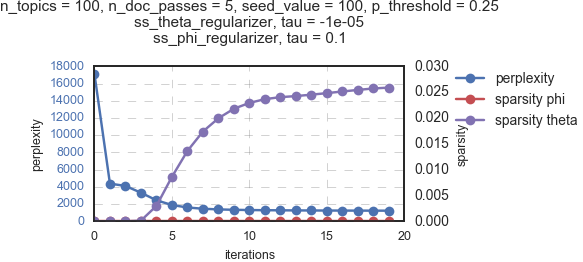 n_topics = 100, n_doc_passes = 5, seed_value = 100, p_threshold = 0.25
ss_theta_regularizer, tau = -1e-05
ss_phi_regularizer, tau = 0.1
18000
16000
14000
12000
10000
8000
6000
4000
2000
0
perplexity
0
5
10
15
20
iterations
0.030
0.025
0.020
0.015
0.010
0.005
0.000
sparsity
perplexity
sparsity phi
sparsity theta